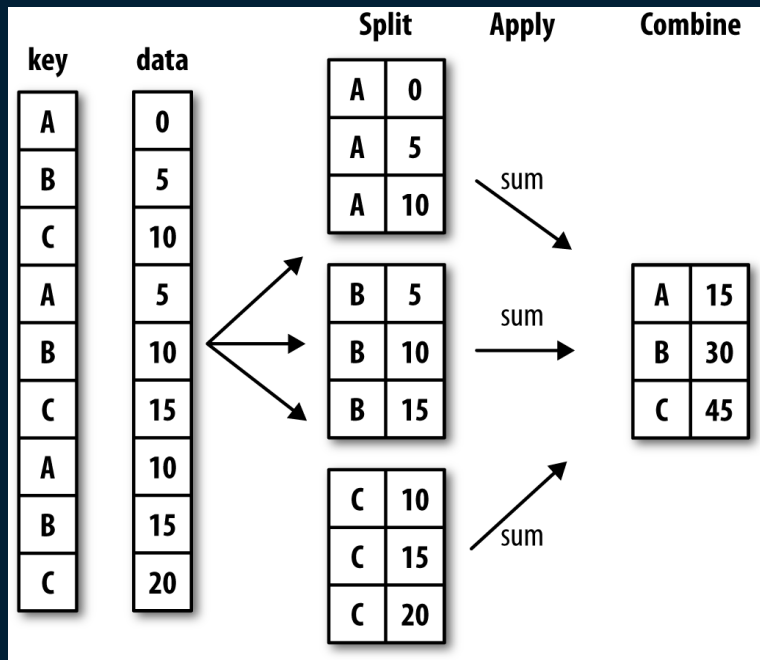 Split Apply Combine
key data
A 0
B 5
C 10
A 5
B 10
C 15
A 10
B 15
C 20
A 0
A 5
A 10
B 5
B 10
B 15
C 10
C 15
C 20
sum
sum
sum
A 15
B 30
C 45